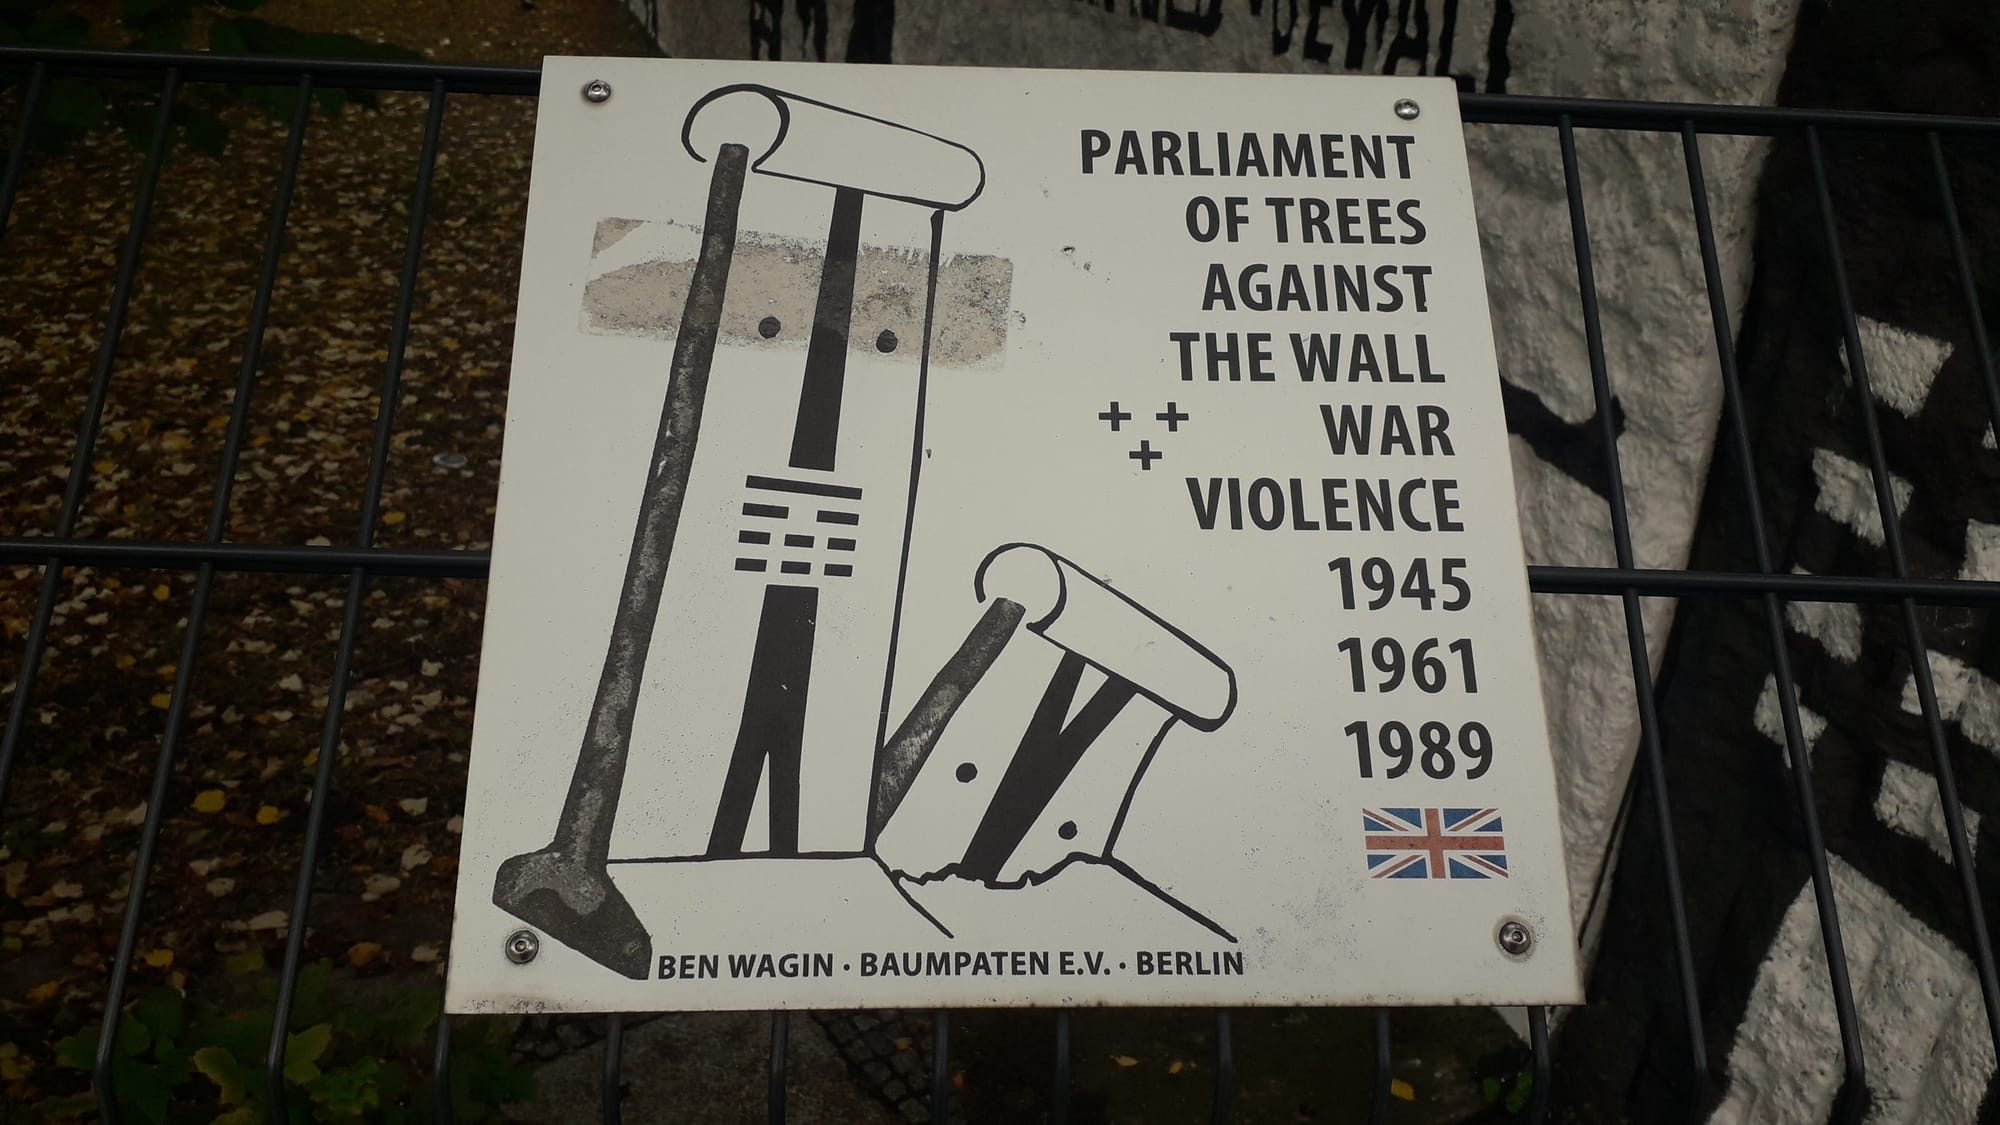 PARLIAMENT
OF TREES
AGAINST
THE WALL
WAR
+ + +
VIOLENCE
1945
1961
1989
BEN WAGIN · BAUMPATEN E.V. · BERLIN